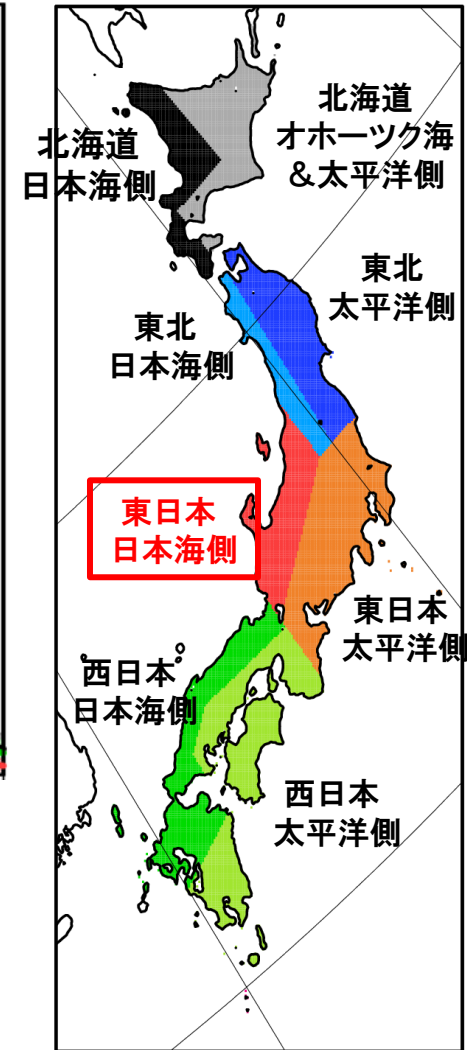 北海道
日本海側
北海道
オホーツク海
＆太平洋側
東北
太平洋側
東北
日本海側
東日本
日本海側
東日本
太平洋側
西日本
日本海側
西日本
太平洋側